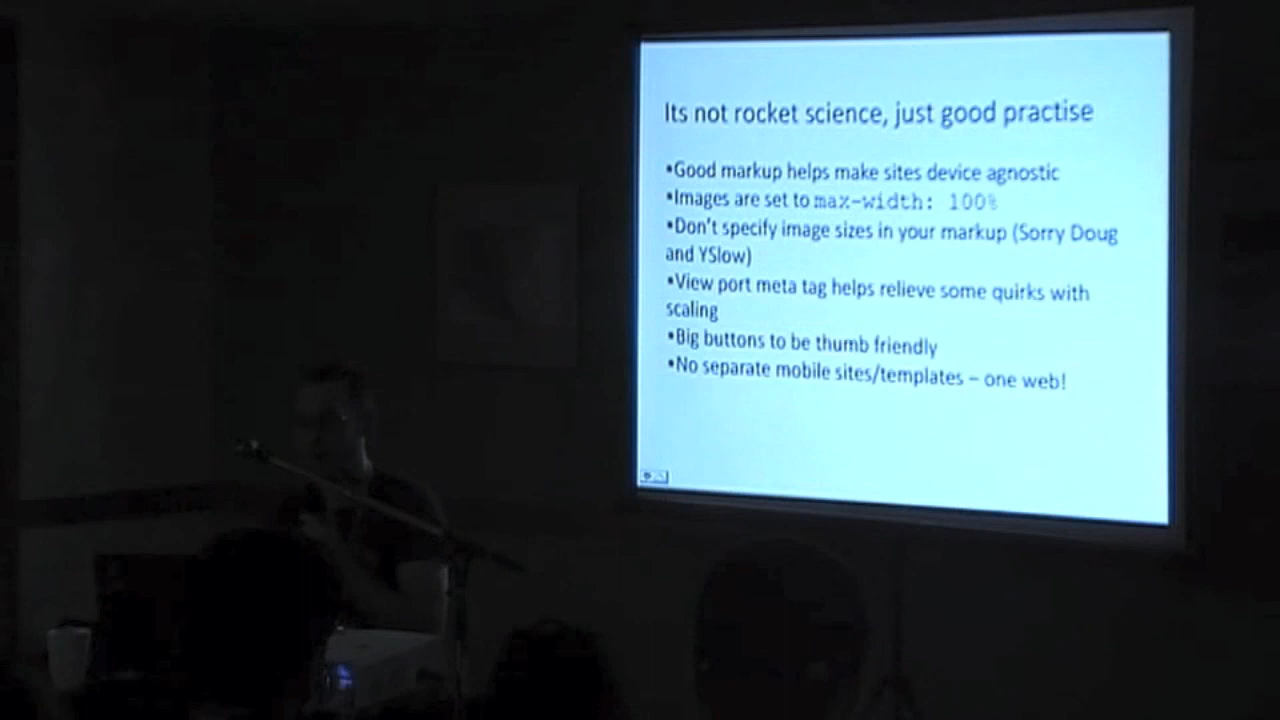 Its not rocket science, just good practise
•Good markup helps make sites device agnostic
•Images are set to max-width: 100%
•Don't specify image sizes in your markup (Sorry Doug
and YSlow)
•View port meta tag helps relieve some quirks with
scaling
•Big buttons to be thumb friendly
•No separate mobile sites/templates – one web!